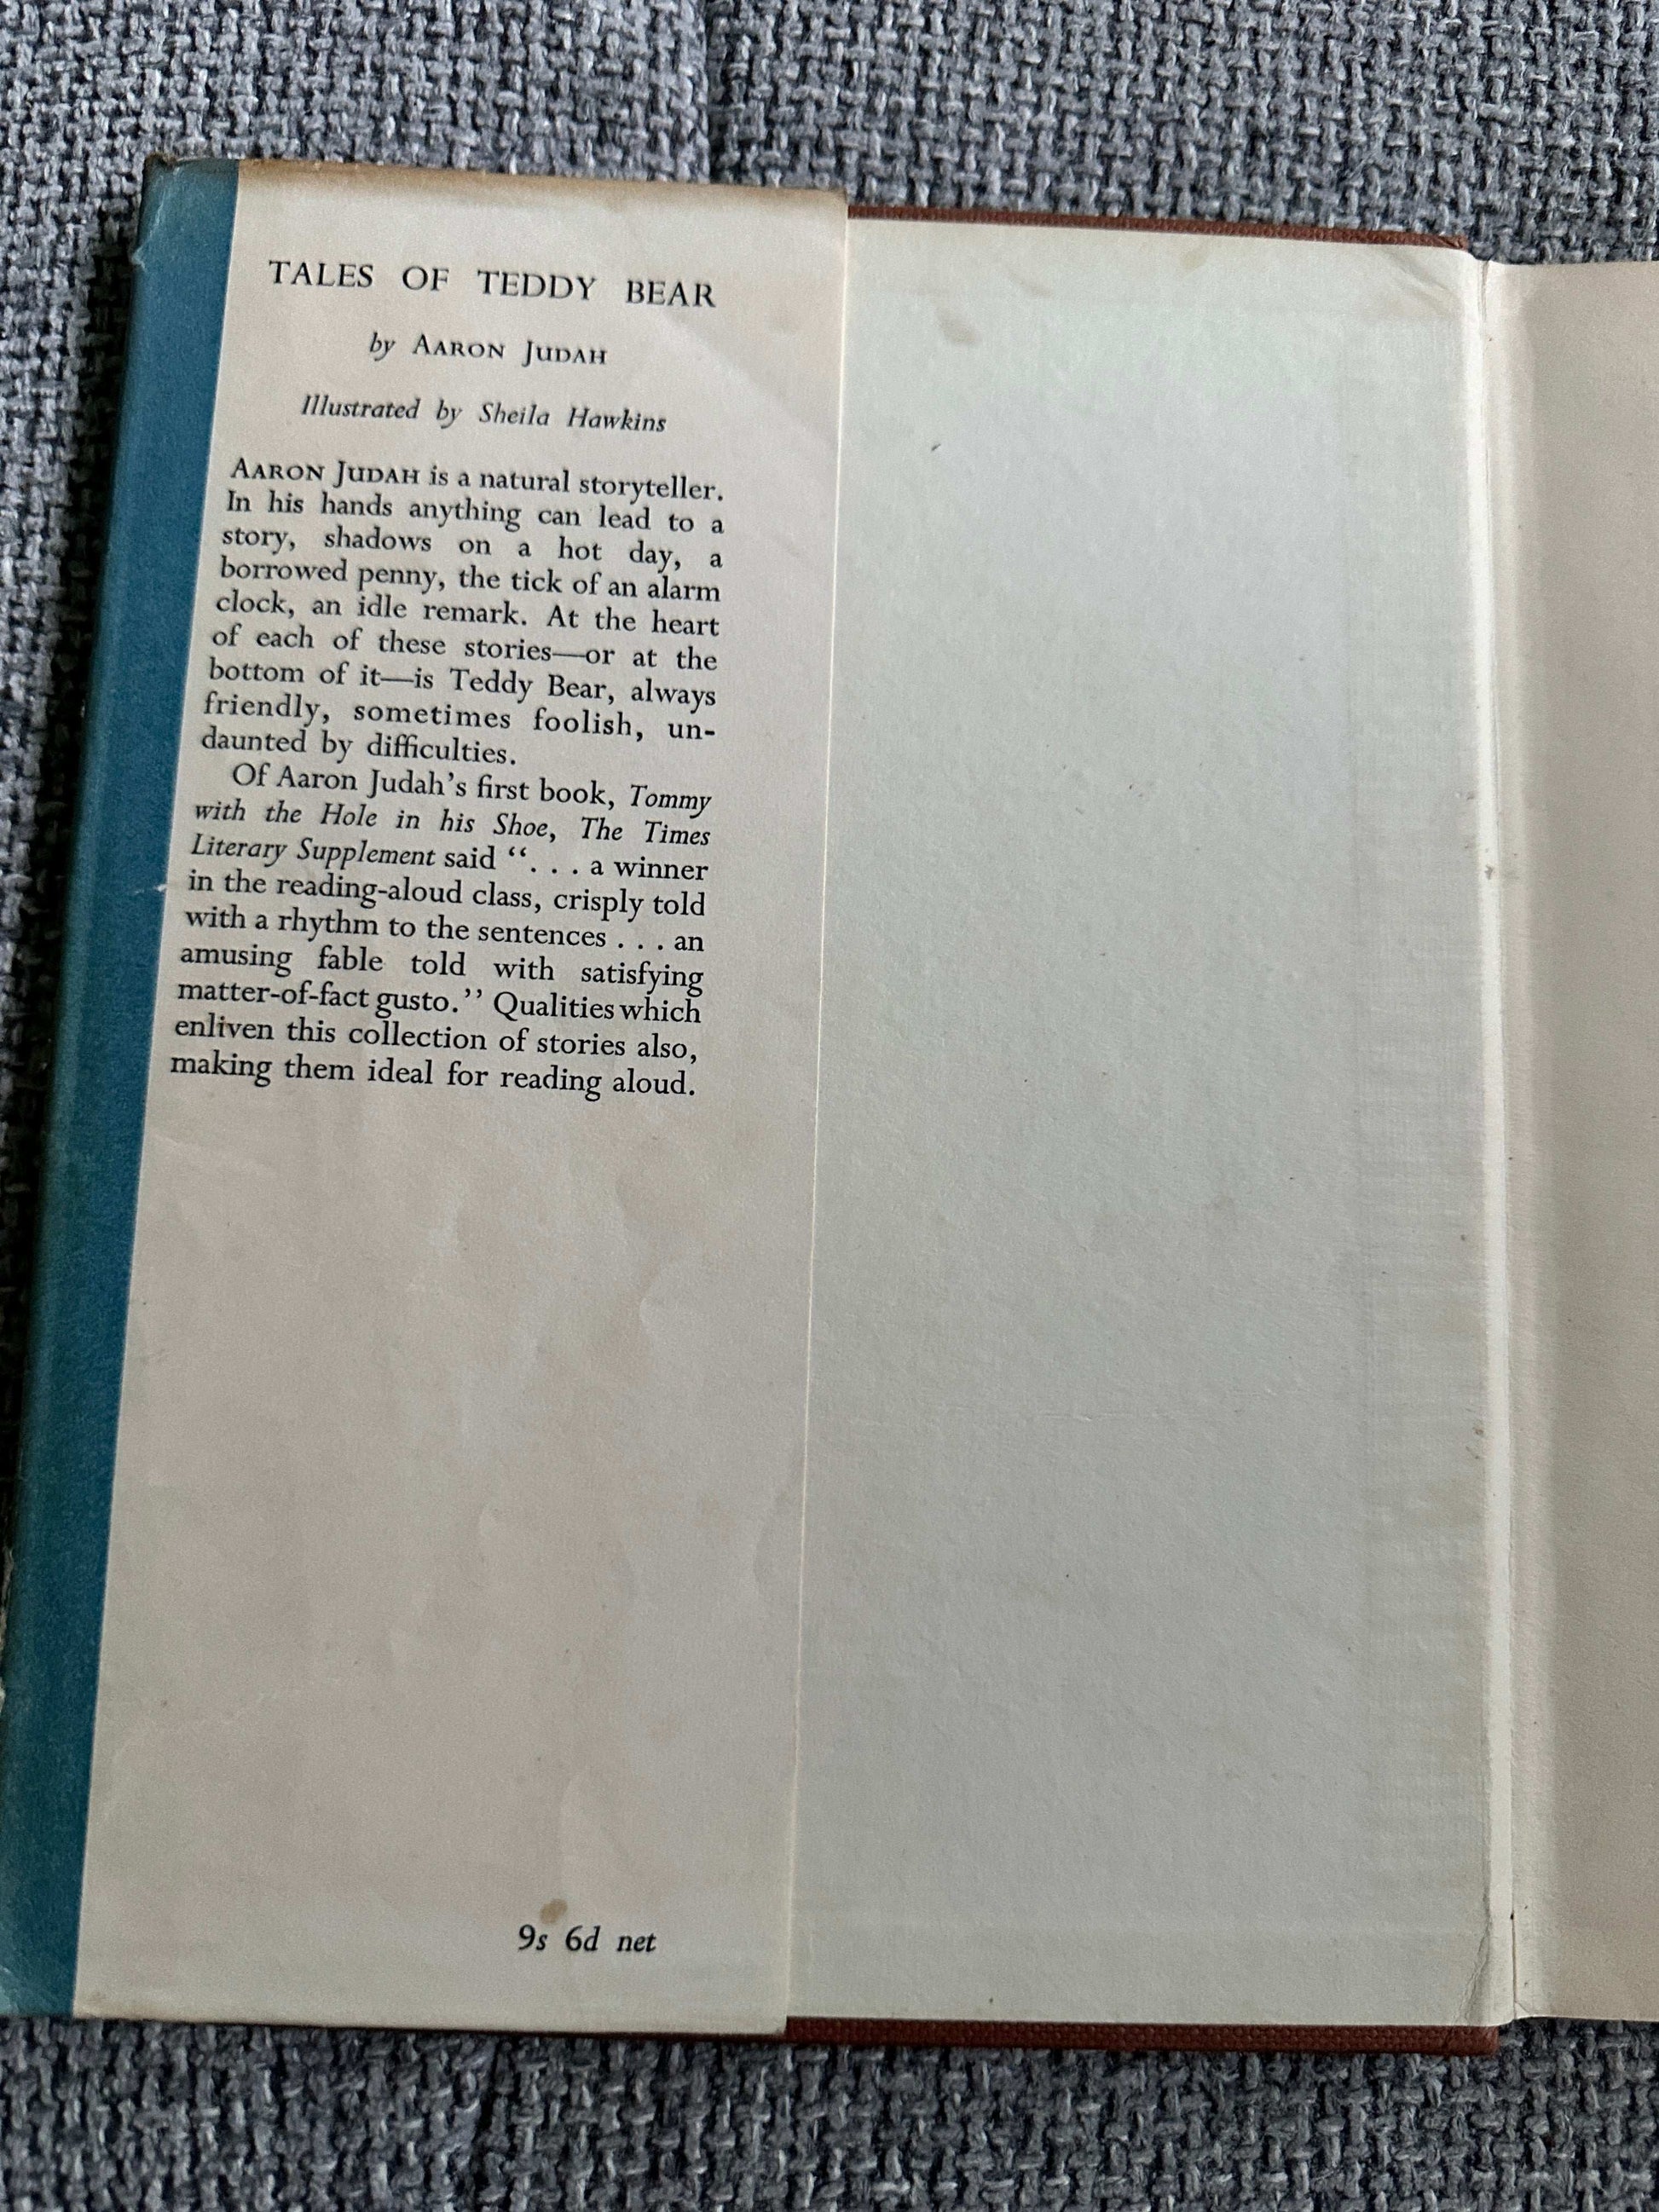 TALES OF TEDDY BEAR
by AARON JUDAH
Illustrated by Sheila Hawkins
AARON JUDAH is a natural storyteller.
In his hands anything can lead to a
story, shadows on a hot day, a
borrowed penny, the tick of an alarm
clock, an idle remark. At the heart
of each of these stories—or at the
bottom of it—is Teddy Bear, always
friendly, sometimes foolish, un-
daunted by difficulties.
Of Aaron Judah's first book, Tommy
with the Hole in his Shoe, The Times
Literary Supplement said “. . . a winner
in the reading-aloud class, crisply told
with a rhythm to the sentences . . . an
amusing fable told with satisfying
matter-of-fact gusto.” Qualities which
enliven this collection of stories also,
making them ideal for reading aloud.
9s 6d net